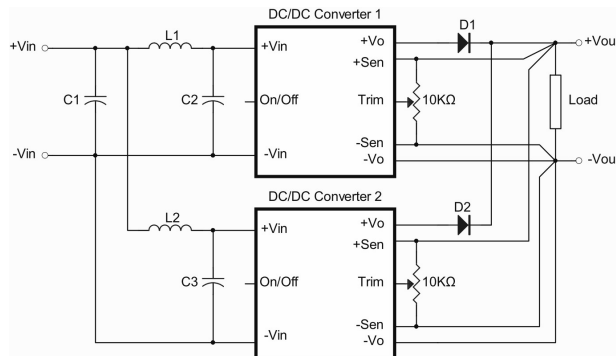 DC/DC Converter 1
L1
D1
+Vin
+Vin
+Vo
+Vou
+Sen
C1
C2
On/Off
Trim
10KΩ
Load
-Sen
-Vin
-Vin
-Vo
-Vou
DC/DC Converter 2
L2
D2
+Vin
+Vo
+Sen
C3
On/Off
Trim
10KΩ
-Sen
-Vin
-Vo